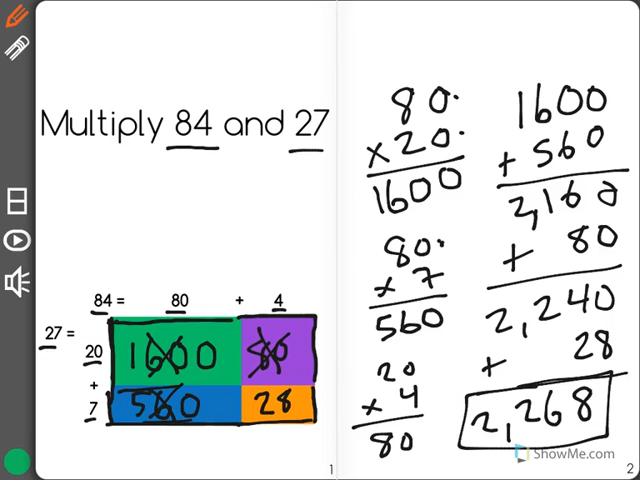 Multiply 84 and 27
84 = 80 + 4
27 =
20 1600 80
+
7 560 28
1
80.
x 20.
1600
80.
x 7
560
20
x 4
80
1600
+ 560
2,160
+ 80
2,240
+ 28
2,268
ShowMe.com
2